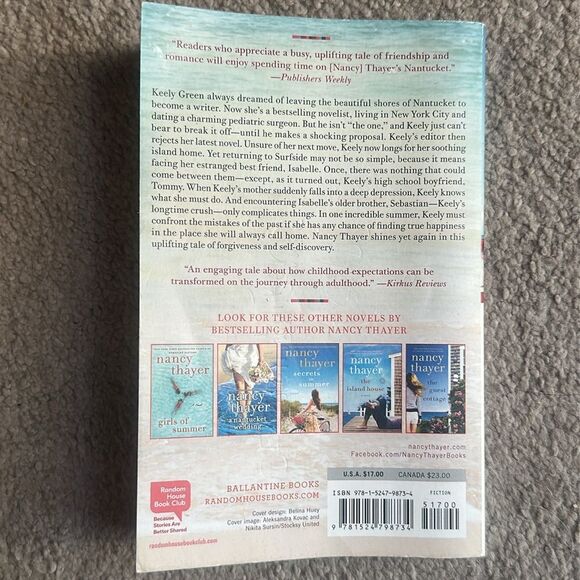 “Readers who appreciate a busy, uplifting tale of friendship and
romance will enjoy spending time on [Nancy] Thayer’s Nantucket.”
—Publishers Weekly
Keely Green always dreamed of leaving the beautiful shores of Nantucket to
become a writer. Now she’s a bestselling novelist, living in New York City and
dating a charming pediatric surgeon. But he isn’t “the one,” and Keely just can’t
bear to break it off—until he makes a shocking proposal. Keely’s editor then
rejects her latest novel. Unsure of her next move, Keely now longs for her soothing
island home. Yet returning to Surfside may not be so simple, because it means
facing her estranged best friend, Isabelle. Once, there was nothing that could
come between them—except, as it turned out, Keely’s high school boyfriend,
Tommy. When Keely’s mother suddenly falls into a deep depression, Keely knows
what she must do. And encountering Isabelle’s older brother, Sebastian—Keely’s
longtime crush—only complicates things. In one incredible summer, Keely must
confront the mistakes of the past if she has any chance of finding true happiness
in the place she will always call home. Nancy Thayer shines yet again in this
uplifting tale of forgiveness and self-discovery.
“An engaging tale about how childhood expectations can be
transformed on the journey through adulthood.” —Kirkus Reviews
LOOK FOR THESE OTHER NOVELS BY
BESTSELLING AUTHOR NANCY THAYER
nancy
thayer
girls of
summer
nancy
thayer
a nantucket
wedding
nancy
thayer
secrets
in
summer
nancy
thayer
the
island house
nancy
thayer
the
guest
cottage
nancythayer.com
Facebook.com/NancyThayerBooks
Random
House
Book Club
Because
Stories Are
Better Shared
randomhousebookclub.com
BALLANTINE BOOKS
RANDOMHOUSEBOOKS.COM
Cover design: Belina Huey
Cover image: Aleksandra Kovac and
Nikita Sursin/Stocksy United
U.S.A. $17.00 CANADA $23.00
ISBN 978-1-5247-9873-4 FICTION
51700
9 781524 798734